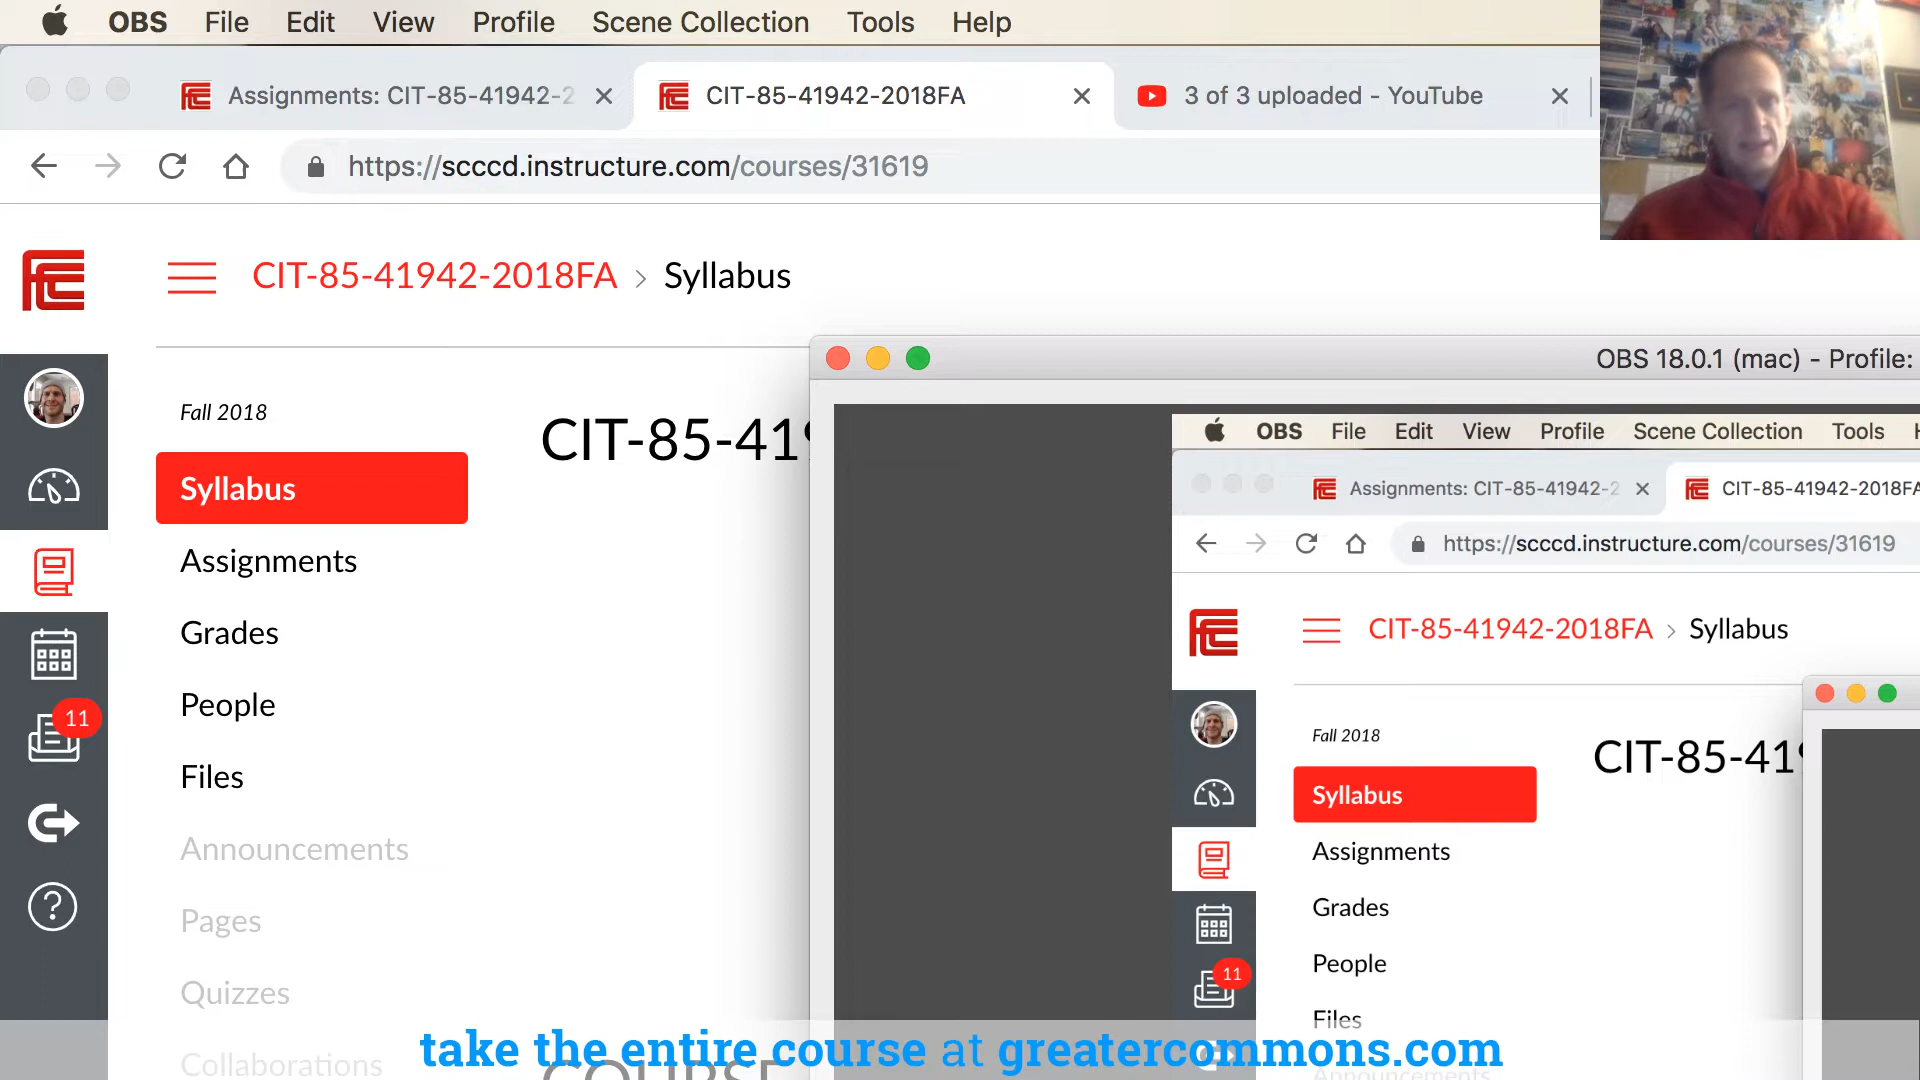 OBS File Edit View Profile Scene Collection Tools Help
Assignments: CIT-85-41942-2
CIT-85-41942-2018FA
3 of 3 uploaded - YouTube
https://scccd.instructure.com/courses/31619
CIT-85-41942-2018FA > Syllabus
OBS 18.0.1 (mac) - Profile:
Fall 2018
CIT-85-419
Syllabus
Assignments
Grades
People
11
Files
Announcements
Pages
Quizzes
Collaborations
COURSE
OBS File Edit View Profile Scene Collection Tools
Assignments: CIT-85-41942-2
CIT-85-41942-2018FA
https://scccd.instructure.com/courses/31619
CIT-85-41942-2018FA > Syllabus
Fall 2018
CIT-85-419
Syllabus
Assignments
Grades
People
11
Files
Announcements
take the entire course at greatercommons.com